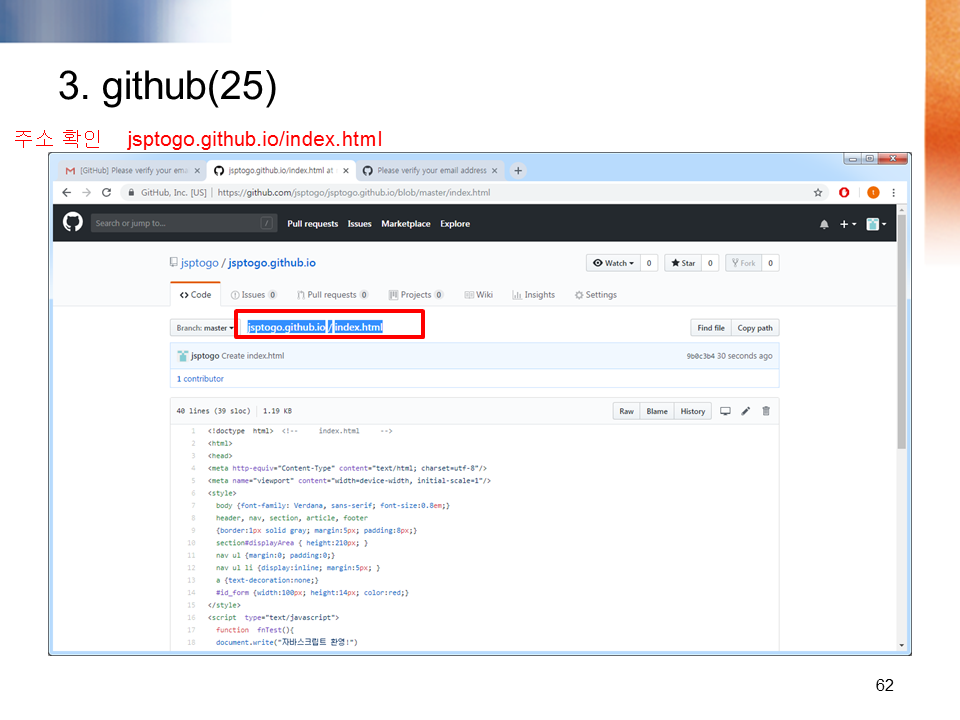 3. github(25)
주소 확인 jsptogo.github.io/index.html
[GitHub] Please verify your ema × jsptogo.github.io/index.html at × Please verify your email address ×
GitHub, Inc. [US] | https://github.com/jsptogo/jsptogo.github.io/blob/master/index.html
Search or jump to... / Pull requests Issues Marketplace Explore
jsptogo / jsptogo.github.io Watch 0 Star 0 Fork 0
Code Issues 0 Pull requests 0 Projects 0 Wiki Insights Settings
Branch: master jsptogo.github.io / index.html Find file Copy path
jsptogo Create index.html 9b0c3b4 30 seconds ago
1 contributor
40 lines (39 sloc) 1.19 KB Raw Blame History
1 <!doctype html> <!-- index.html -->
2 <html>
3 <head>
4 <meta http-equiv="Content-Type" content="text/html; charset=utf-8"/>
5 <meta name="viewport" content="width=device-width, initial-scale=1"/>
6 <style>
7 body {font-family: Verdana, sans-serif; font-size:0.8em;}
8 header, nav, section, article, footer
9 {border:1px solid gray; margin:5px; padding:8px;}
10 section#displayArea { height:210px; }
11 nav ul {margin:0; padding:0;}
12 nav ul li {display:inline; margin:5px; }
13 a {text-decoration:none;}
14 #id_form {width:100px; height:14px; color:red;}
15 </style>
16 <script type="text/javascript">
17 function fnTest(){
18 document.write("자바스크립트 환영!")
62